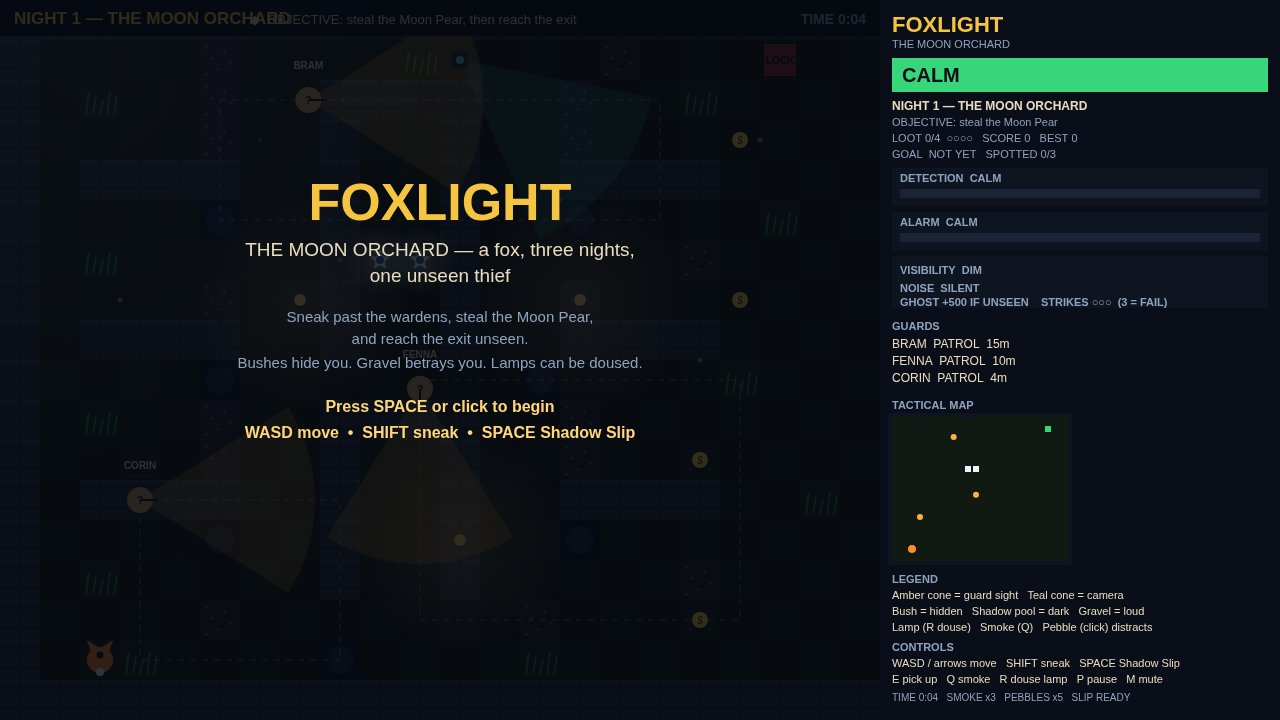 NIGHT 1 — THE MOON ORCHARD
◆ OBJECTIVE: steal the Moon Pear, then reach the exit
TIME 0:04
BRAM
LOCK
?
$
FOXLIGHT
THE MOON ORCHARD — a fox, three nights,
one unseen thief
$
Sneak past the wardens, steal the Moon Pear,
and reach the exit unseen.
FENNA
Bushes hide you. Gravel betrays you. Lamps can be doused.
?
Press SPACE or click to begin
WASD move • SHIFT sneak • SPACE Shadow Slip
CORIN
$
?
$
FOXLIGHT
THE MOON ORCHARD
CALM
NIGHT 1 — THE MOON ORCHARD
OBJECTIVE: steal the Moon Pear
LOOT 0/4 ○○○○ SCORE 0 BEST 0
GOAL NOT YET SPOTTED 0/3
DETECTION CALM
ALARM CALM
VISIBILITY DIM
NOISE SILENT
GHOST +500 IF UNSEEN STRIKES ○○○ (3 = FAIL)
GUARDS
BRAM PATROL 15m
FENNA PATROL 10m
CORIN PATROL 4m
TACTICAL MAP
LEGEND
Amber cone = guard sight Teal cone = camera
Bush = hidden Shadow pool = dark Gravel = loud
Lamp (R douse) Smoke (Q) Pebble (click) distracts
CONTROLS
WASD / arrows move SHIFT sneak SPACE Shadow Slip
E pick up Q smoke R douse lamp P pause M mute
TIME 0:04 SMOKE x3 PEBBLES x5 SLIP READY